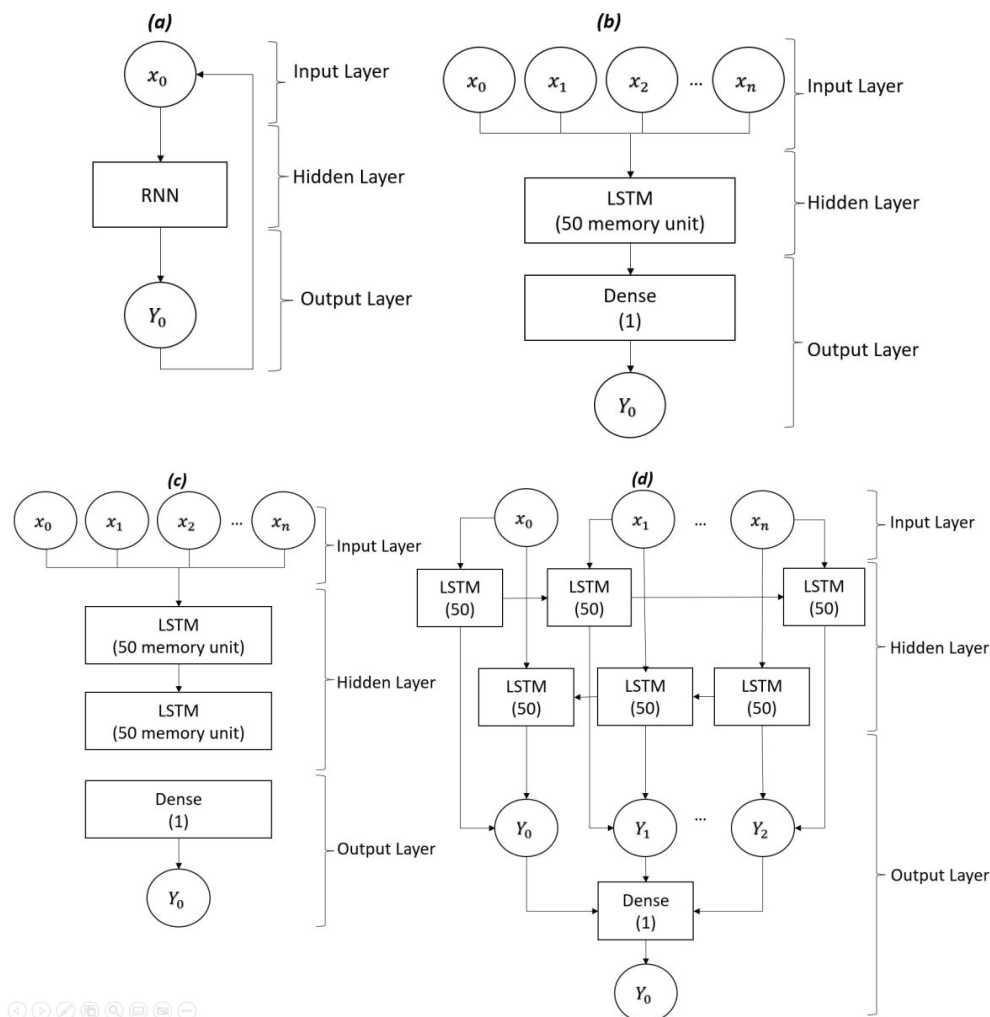 (a)
x₀
Input Layer
RNN
Hidden Layer
Y₀
Output Layer
(b)
x₀ x₁ x₂ ... xₙ
Input Layer
LSTM
(50 memory unit)
Hidden Layer
Dense
(1)
Output Layer
Y₀
(c)
x₀ x₁ x₂ ... xₙ
Input Layer
LSTM
(50 memory unit)
Hidden Layer
LSTM
(50 memory unit)
Dense
(1)
Output Layer
Y₀
(d)
x₀ x₁ ... xₙ
Input Layer
LSTM
(50)
LSTM
(50)
LSTM
(50)
Hidden Layer
LSTM
(50)
LSTM
(50)
LSTM
(50)
Y₀ Y₁ ... Y₂
Output Layer
Dense
(1)
Y₀